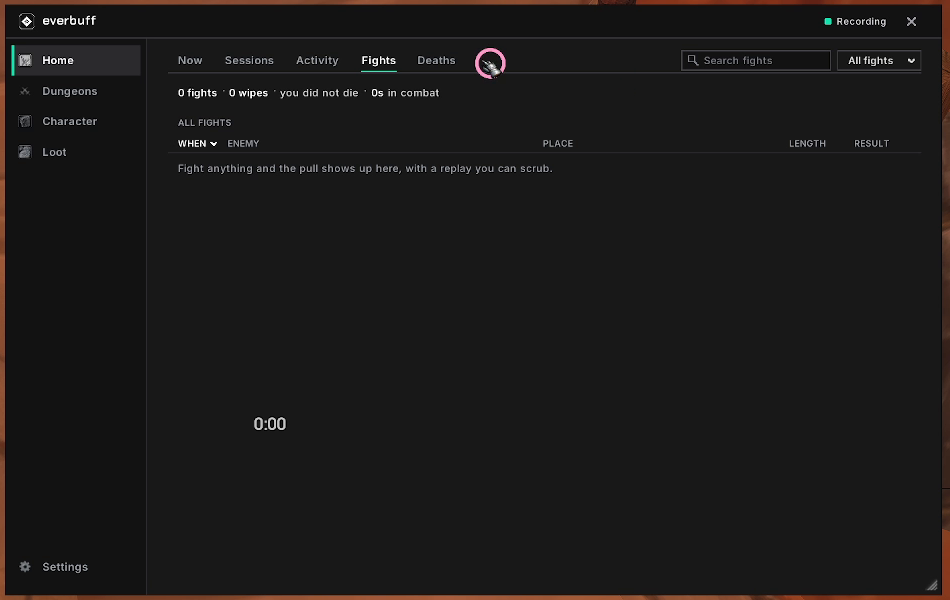 everbuff
Recording
Home
Dungeons
Character
Loot
Settings
Now Sessions Activity Fights Deaths
Search fights
All fights
0 fights · 0 wipes · you did not die · 0s in combat
ALL FIGHTS
WHEN ENEMY PLACE LENGTH RESULT
Fight anything and the pull shows up here, with a replay you can scrub.
0:00